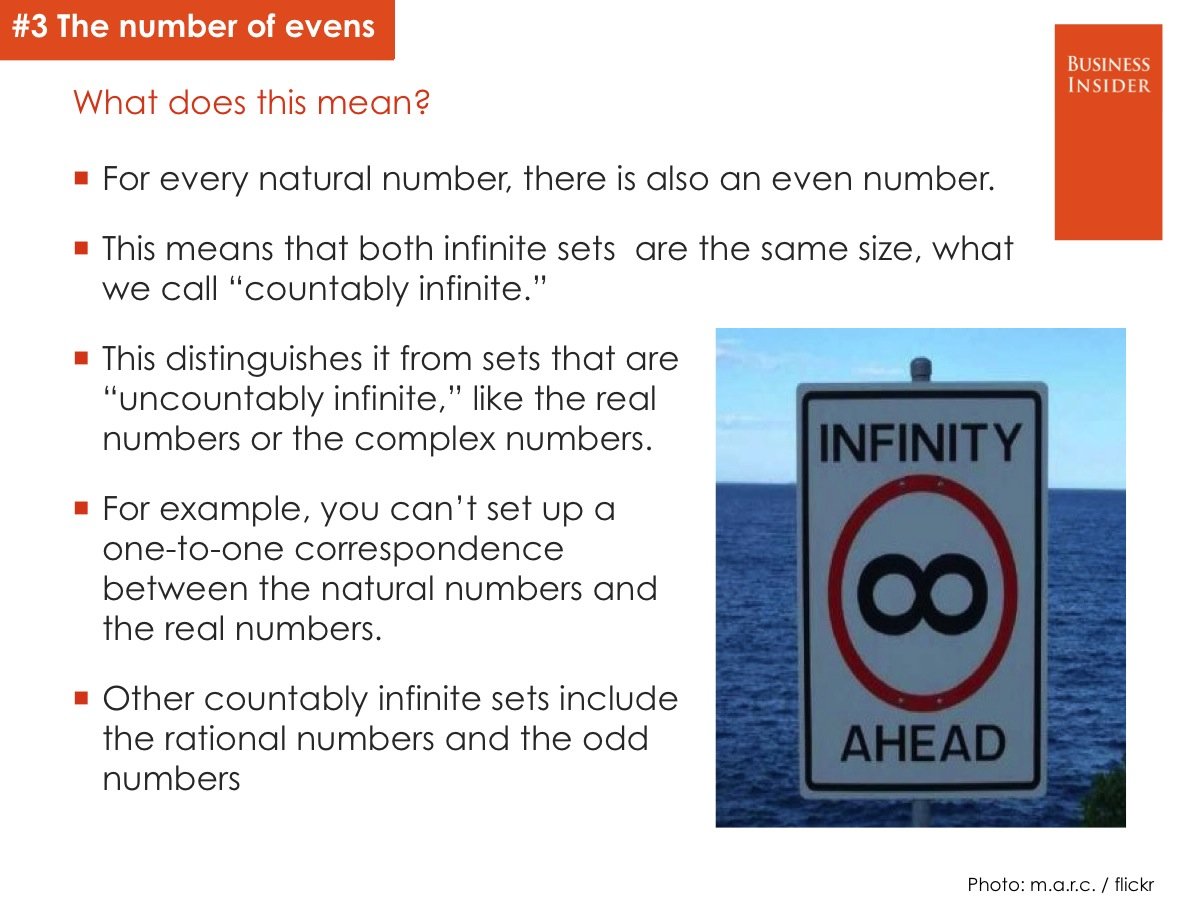 #3 The number of evens
BUSINESS
INSIDER
What does this mean?
■ For every natural number, there is also an even number.
■ This means that both infinite sets  are the same size, what
we call “countably infinite.”
■ This distinguishes it from sets that are
“uncountably infinite,” like the real
numbers or the complex numbers.
■ For example, you can’t set up a
one-to-one correspondence
between the natural numbers and
the real numbers.
■ Other countably infinite sets include
the rational numbers and the odd
numbers
INFINITY
∞
AHEAD
Photo: m.a.r.c. / flickr